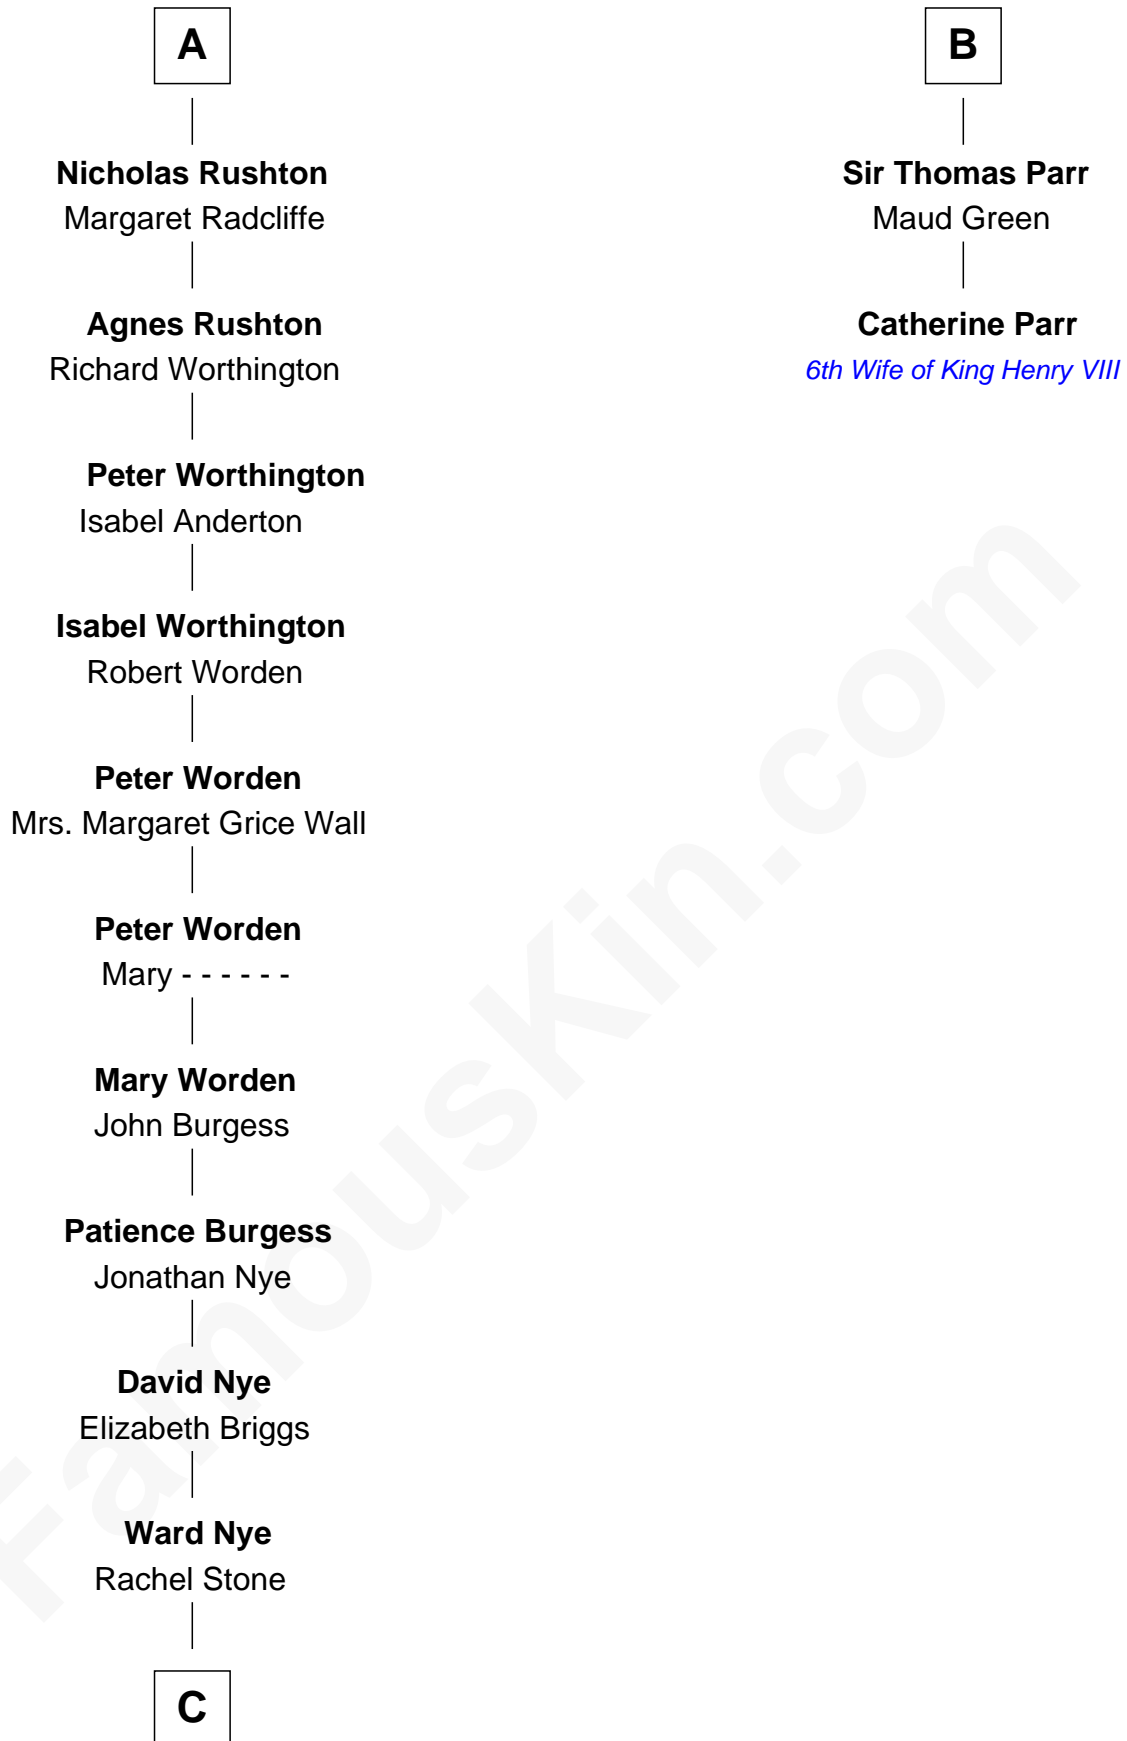 A
Nicholas Rushton
Margaret Radcliffe
Agnes Rushton
Richard Worthington
Peter Worthington
Isabel Anderton
Isabel Worthington
Robert Worden
Peter Worden
Mrs. Margaret Grice Wall
Peter Worden
Mary - - - - - -
Mary Worden
John Burgess
Patience Burgess
Jonathan Nye
David Nye
Elizabeth Briggs
Ward Nye
Rachel Stone
C
B
Sir Thomas Parr
Maud Green
Catherine Parr
6th Wife of King Henry VIII
FamousKin.com